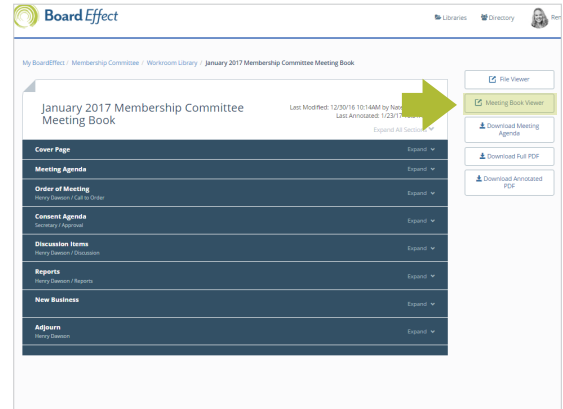 Board Effect
Libraries Directory Ren
My BoardEffect / Membership Committee / Workroom Library / January 2017 Membership Committee Meeting Book
File Viewer
January 2017 Membership Committee
Meeting Book
Last Modified: 12/30/16 10:14AM by Nate
Last Annotated: 1/23/17
Expand All Sections
Meeting Book Viewer
Download Meeting
Agenda
Download Full PDF
Download Annotated
PDF
Cover Page Expand
Meeting Agenda Expand
Order of Meeting Expand
Henry Dawson / Call to Order
Consent Agenda Expand
Secretary / Approval
Discussion Items Expand
Henry Dawson / Discussion
Reports Expand
Henry Dawson / Reports
New Business Expand
Adjourn Expand
Henry Dawson